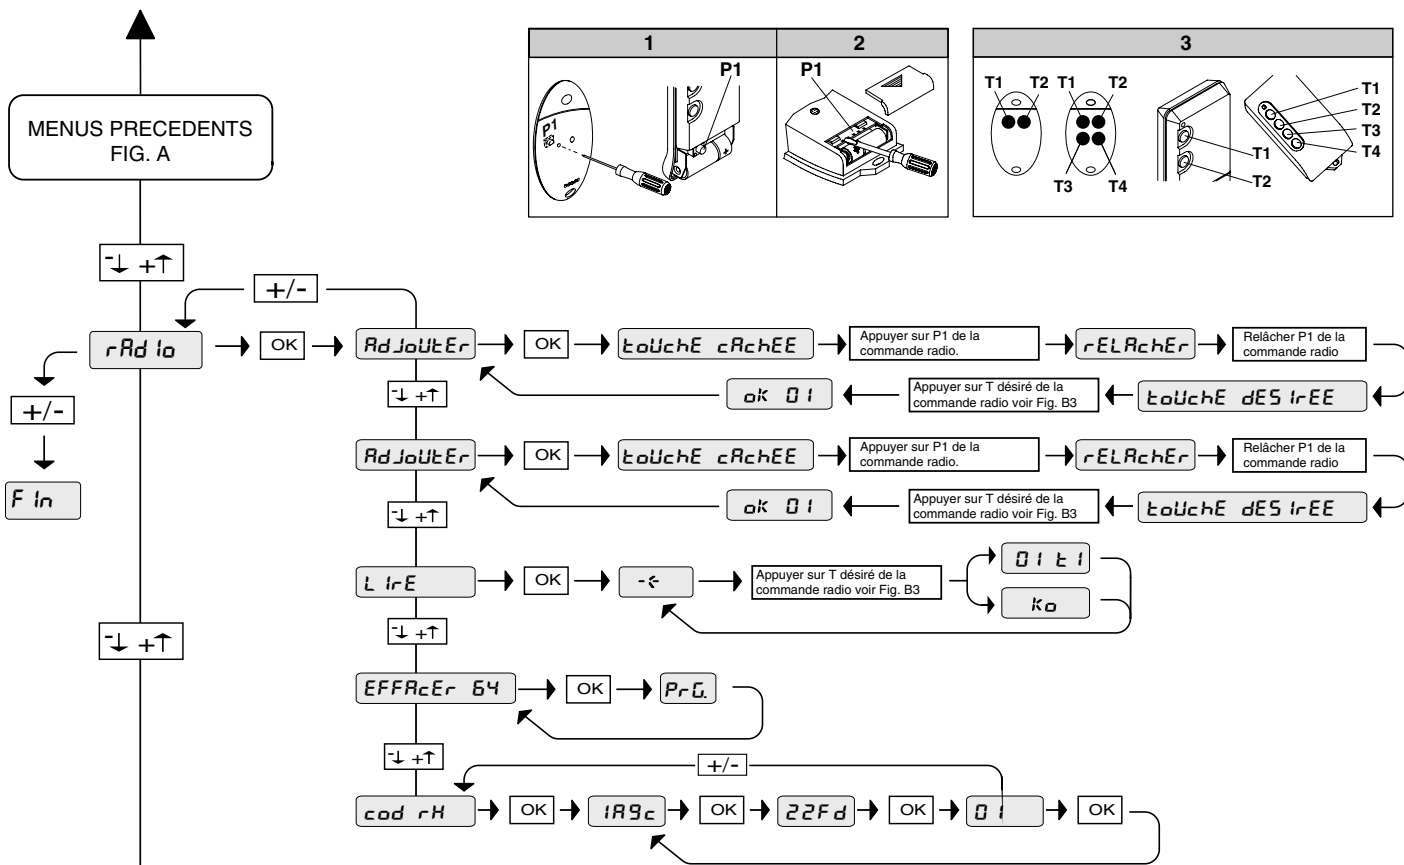 1
2
3
P1
P1
P1
T1
T2
T1
T2
T3
T4
T1
T2
T1
T2
T3
T4
MENUS PRECEDENTS
FIG. A
-↓ +↑
+/-
rAdIo
OK
AdJoUtEr
OK
toUchE cAchEE
Appuyer sur P1 de la
commande radio.
rELAchEr
Relâcher P1 de la
commande radio
-↓ +↑
oK 01
Appuyer sur T désiré de la
commande radio voir Fig. B3
toUchE dESIrEE
+/-
FIn
AdJoUtEr
OK
toUchE cAchEE
Appuyer sur P1 de la
commande radio.
rELAchEr
Relâcher P1 de la
commande radio
-↓ +↑
oK 01
Appuyer sur T désiré de la
commande radio voir Fig. B3
toUchE dESIrEE
LIrE
OK
Appuyer sur T désiré de la
commande radio voir Fig. B3
01 t1
Ko
-↓ +↑
-↓ +↑
EFFAcEr 64
OK
PrG.
-↓ +↑
+/-
cod rH
OK
1A9c
OK
22Fd
OK
01
OK